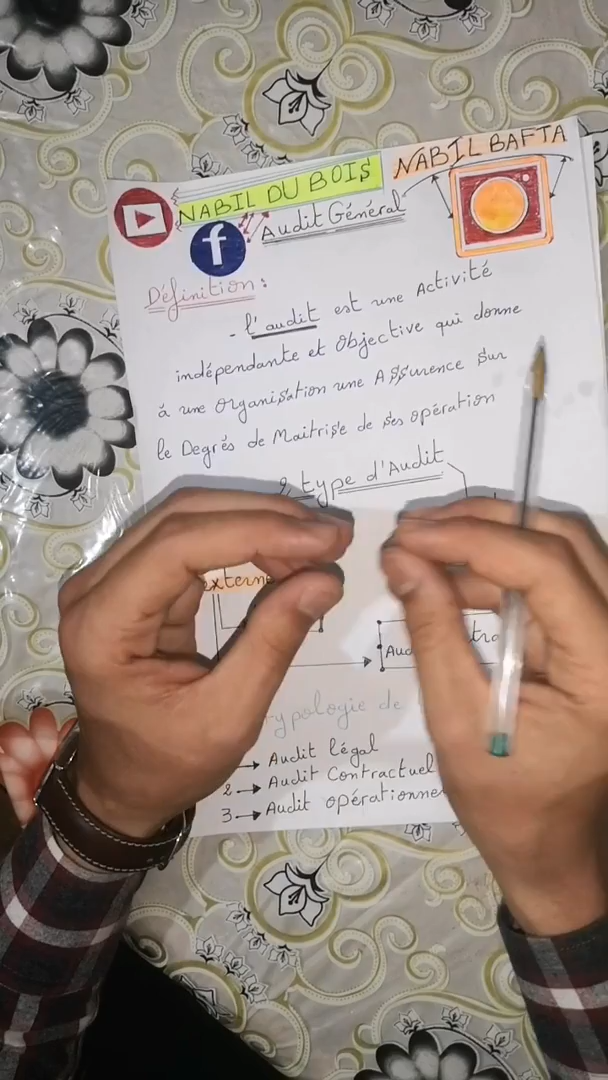 NABIL DU BOIS
NABIL BAFTA
f
Audit Général
Définition :
- l'audit est une Activité
indépendante et Objective qui donne
à une Organisation une Assurence Sur
le Degrés de Maitrise de ses opération
type d'Audit
externe
Aud
typologie de
→ Audit légal
2 → Audit Contractuel
3 → Audit opérationne